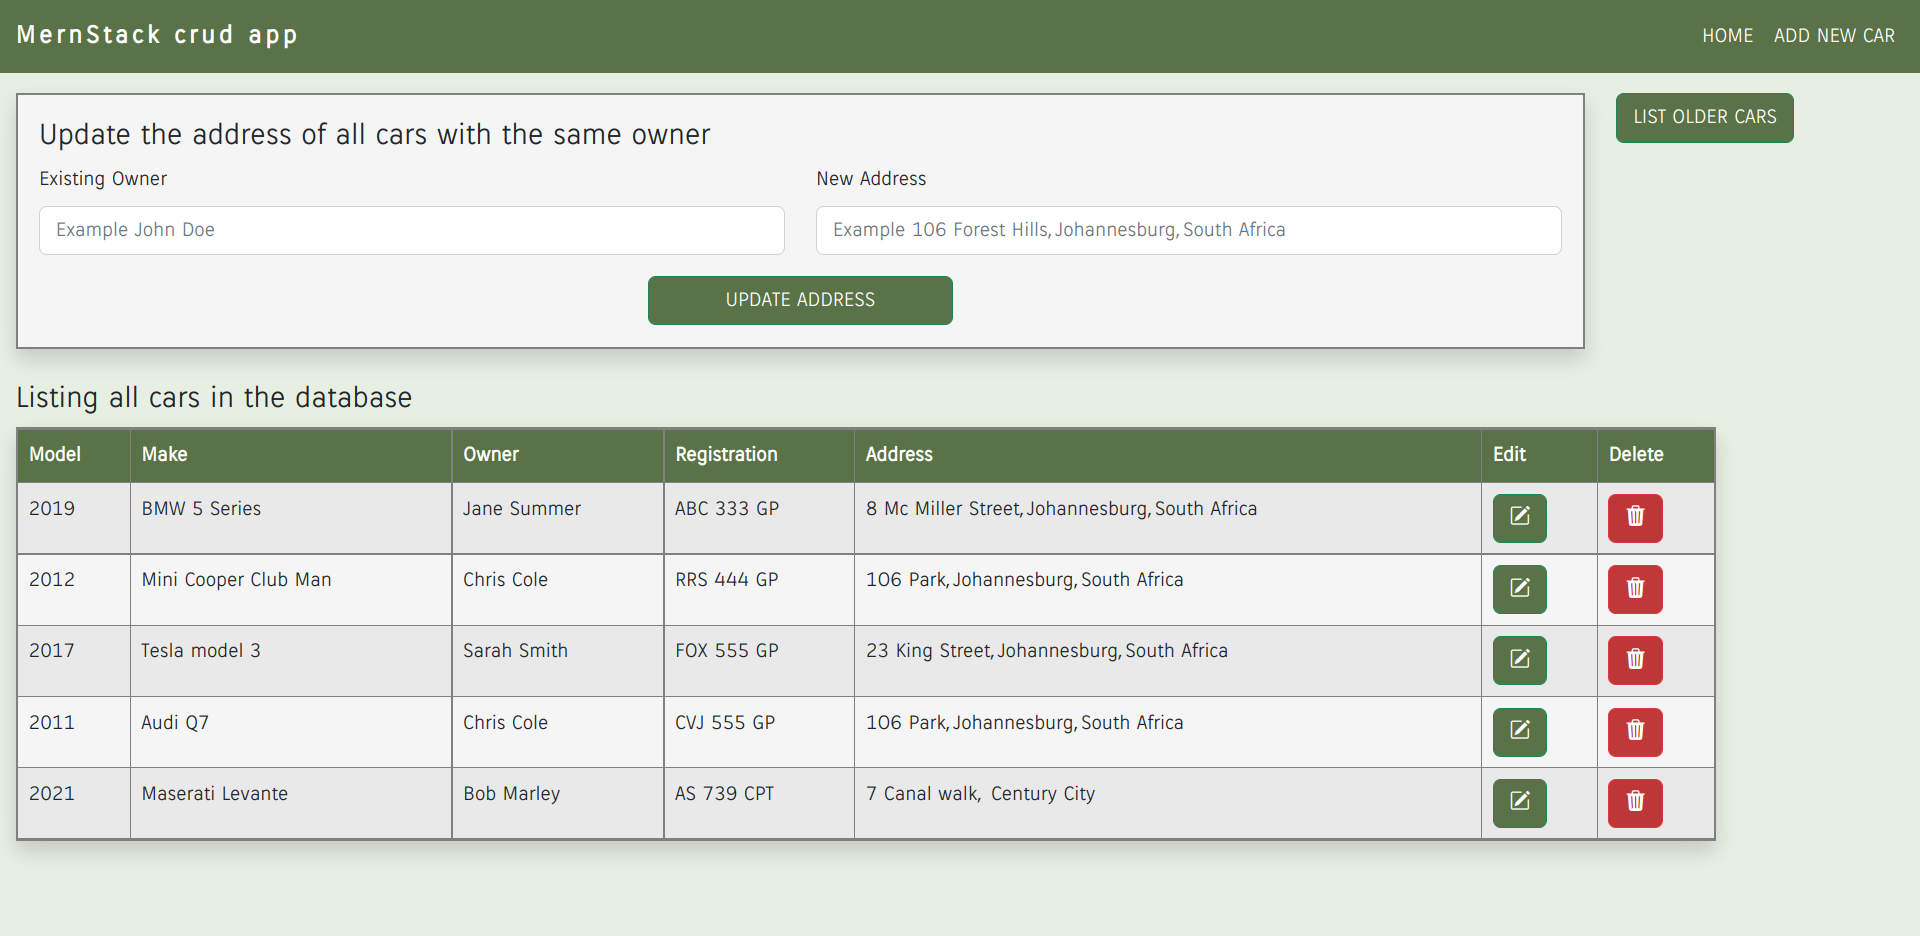 MernStack crud app
HOME ADD NEW CAR
Update the address of all cars with the same owner
LIST OLDER CARS
Existing Owner New Address
Example John Doe Example 106 Forest Hills, Johannesburg, South Africa
UPDATE ADDRESS
Listing all cars in the database
Model Make Owner Registration Address Edit Delete
2019 BMW 5 Series Jane Summer ABC 333 GP 8 Mc Miller Street, Johannesburg, South Africa
2012 Mini Cooper Club Man Chris Cole RRS 444 GP 106 Park, Johannesburg, South Africa
2017 Tesla model 3 Sarah Smith FOX 555 GP 23 King Street, Johannesburg, South Africa
2011 Audi Q7 Chris Cole CVJ 555 GP 106 Park, Johannesburg, South Africa
2021 Maserati Levante Bob Marley AS 739 CPT 7 Canal walk, Century City